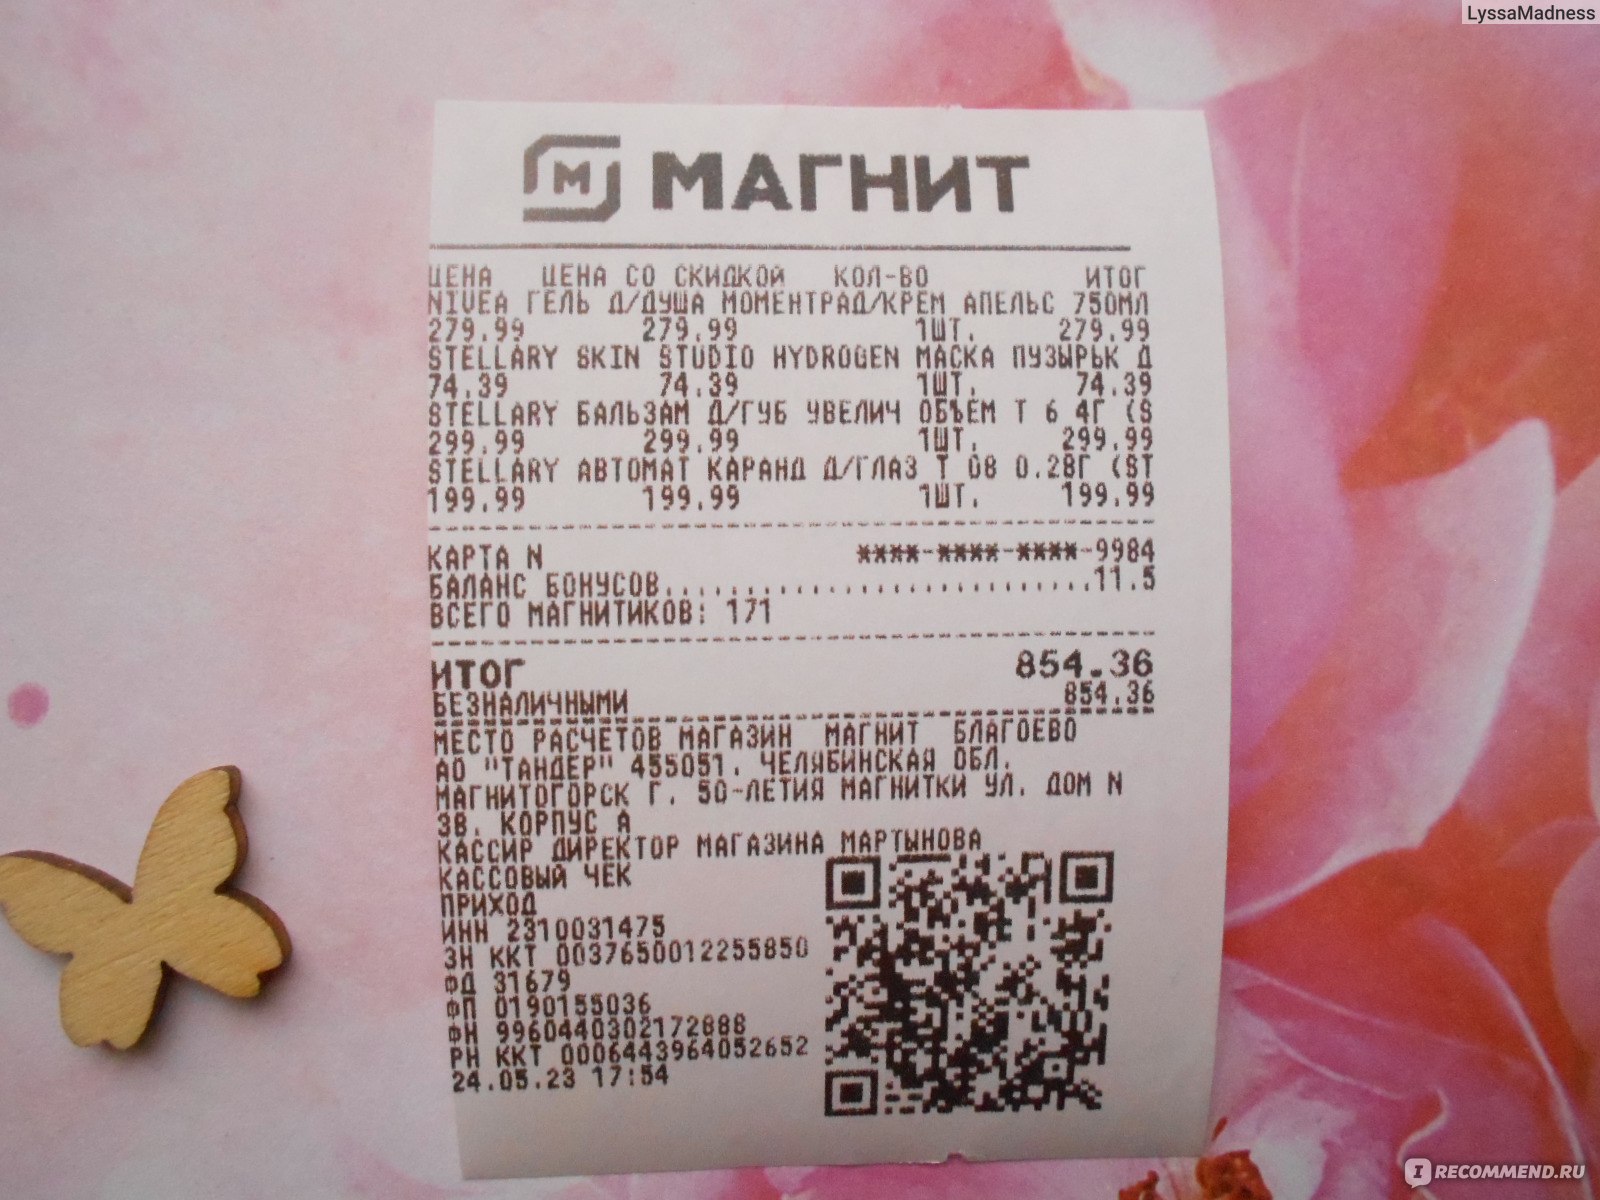 LyssaMadness
М МАГНИТ
ЦЕНА ЦЕНА СО СКИДКОЙ КОЛ-ВО ИТОГ
NIVEA ГЕЛЬ Д/ДУША МОМЕНТРАД/КРЕМ АПЕЛЬС 750МЛ
279.99 279.99 1ШТ. 279.99
STELLARY SKIN STUDIO HYDROGEN МАСКА ПУЗЫРЬК Д
74.39 74.39 1ШТ. 74.39
STELLARY БАЛЬЗАМ Д/ГУБ УВЕЛИЧ ОБЪЕМ Т 6 4Г (S
299.99 299.99 1ШТ. 299.99
STELLARY АВТОМАТ КАРАНД Д/ГЛАЗ Т 08 0.28Г (ST
199.99 199.99 1ШТ. 199.99
КАРТА N ****-****-****-9984
БАЛАНС БОНУСОВ..........................11.5
ВСЕГО МАГНИТИКОВ: 171
ИТОГ 854.36
БЕЗНАЛИЧНЫМИ 854.36
МЕСТО РАСЧЕТОВ МАГАЗИН МАГНИТ БЛАГОЕВО
АО "ТАНДЕР" 455051, ЧЕЛЯБИНСКАЯ ОБЛ,
МАГНИТОГОРСК Г, 50-ЛЕТИЯ МАГНИТКИ УЛ, ДОМ N
38, КОРПУС А
КАССИР ДИРЕКТОР МАГАЗИНА МАРТЫНОВА
КАССОВЫЙ ЧЕК
ПРИХОД
ИНН 2310031475
ЗН ККТ 0037650012255850
ФД 31679
ФП 0190155036
ФН 9960440302172888
РН ККТ 0006443964052652
24.05.23 17:54
IRECOMMEND.RU